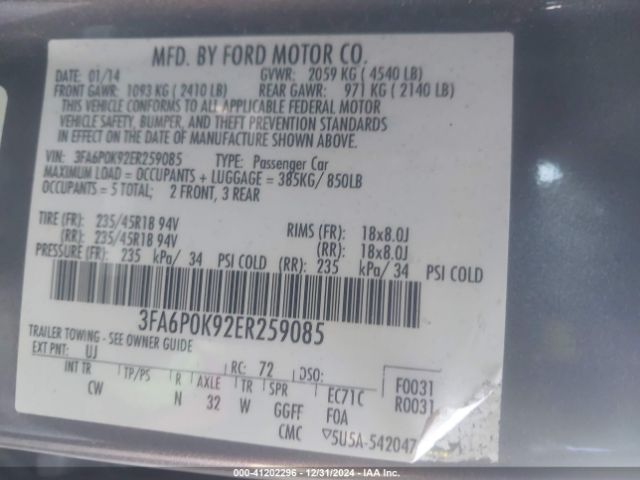 MFD. BY FORD MOTOR CO.
DATE: 01/14 GVWR: 2059 KG ( 4540 LB)
FRONT GAWR: 1093 KG ( 2410 LB) REAR GAWR: 971 KG ( 2140 LB)
THIS VEHICLE CONFORMS TO ALL APPLICABLE FEDERAL MOTOR
VEHICLE SAFETY, BUMPER, AND THEFT PREVENTION STANDARDS
IN EFFECT ON THE DATE OF MANUFACTURE SHOWN ABOVE.
VIN: 3FA6P0K92ER259085 TYPE: Passenger Car
MAXIMUM LOAD = OCCUPANTS + LUGGAGE = 385KG/ 850LB
OCCUPANTS = 5 TOTAL; 2 FRONT, 3 REAR
TIRE (FR): 235/45R18 94V RIMS (FR): 18x8.0J
(RR): 235/45R18 94V (RR): 18x8.0J
PRESSURE (FR): 235 kPa/ 34 PSI COLD (RR): 235 kPa/ 34 PSI COLD
3FA6P0K92ER259085
TRAILER TOWING - SEE OWNER GUIDE
EXT PNT: UJ RC: 72 DSO:
INT TR TP/PS R AXLE TR SPR EC71C F0031
CW N 32 W GGFF F0A R0031
CMC ▽5U5A-542047
000-41202296 - 12/31/2024 - IAA Inc.